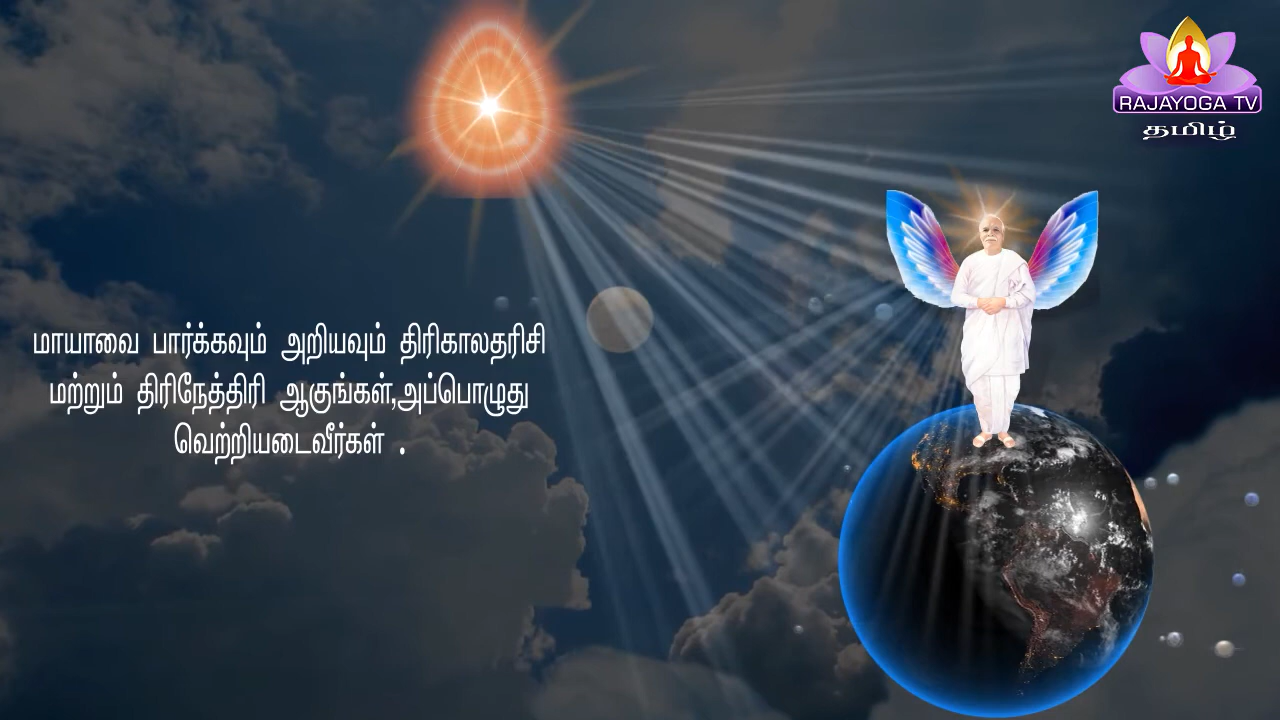 RAJAYOGA TV
தமிழ்
மாயாவை பார்க்கவும் அறியவும் திரிகாலதரிசி
மற்றும் திரிநேத்திரி ஆகுங்கள்,அப்பொழுது
வெற்றியடைவீர்கள் .